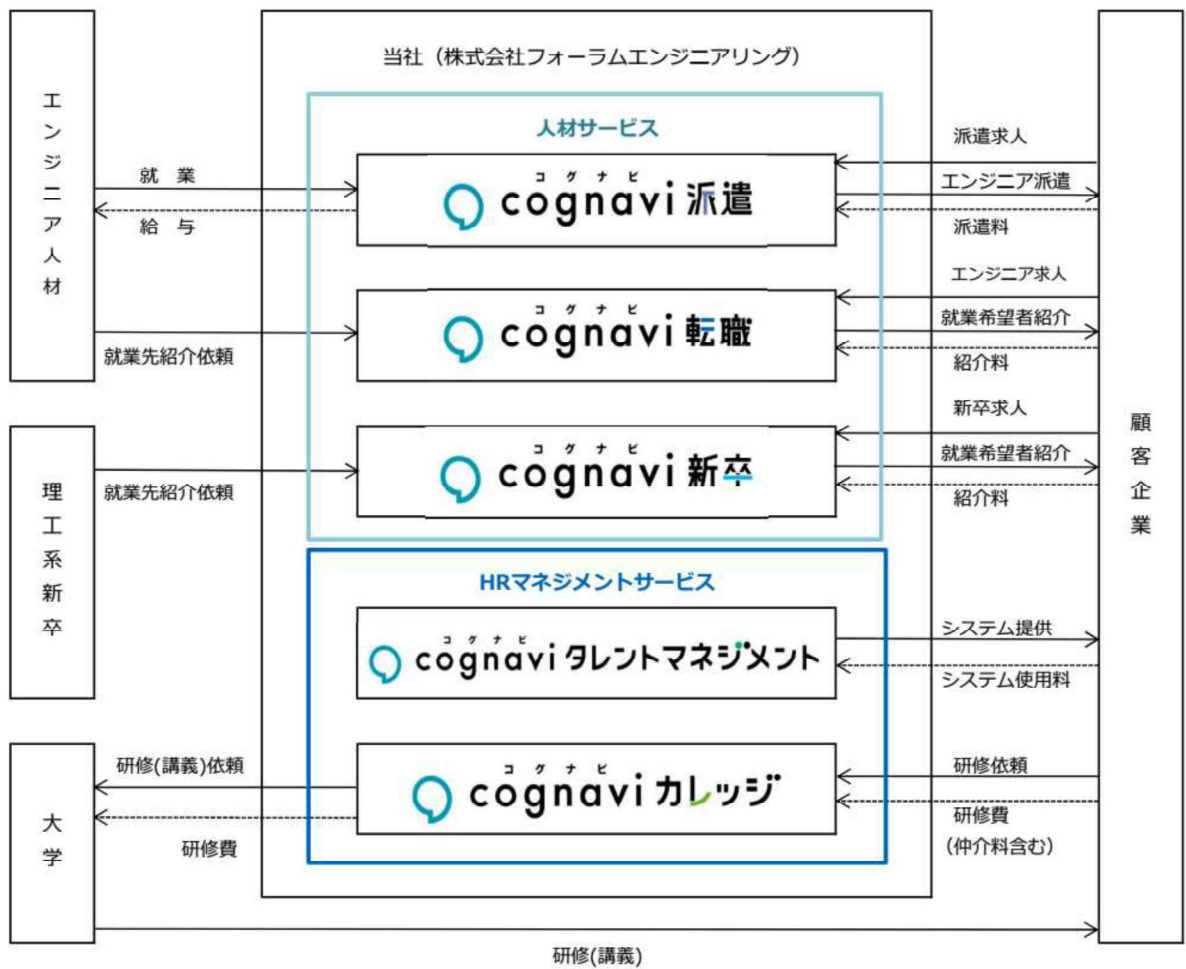 当社（株式会社フォーラムエンジニアリング）
エンジニア人材
人材サービス
就　業
給　与
コグナビ
cognavi 派遣
派遣求人
エンジニア派遣
派遣料
就業先紹介依頼
コグナビ
cognavi 転職
エンジニア求人
就業希望者紹介
紹介料
理工系新卒
就業先紹介依頼
コグナビ
cognavi 新卒
新卒求人
就業希望者紹介
紹介料
顧客企業
HRマネジメントサービス
コグナビ
cognavi タレントマネジメント
システム提供
システム使用料
大学
研修(講義)依頼
研修費
コグナビ
cognavi カレッジ
研修依頼
研修費
（仲介料含む）
研修(講義)